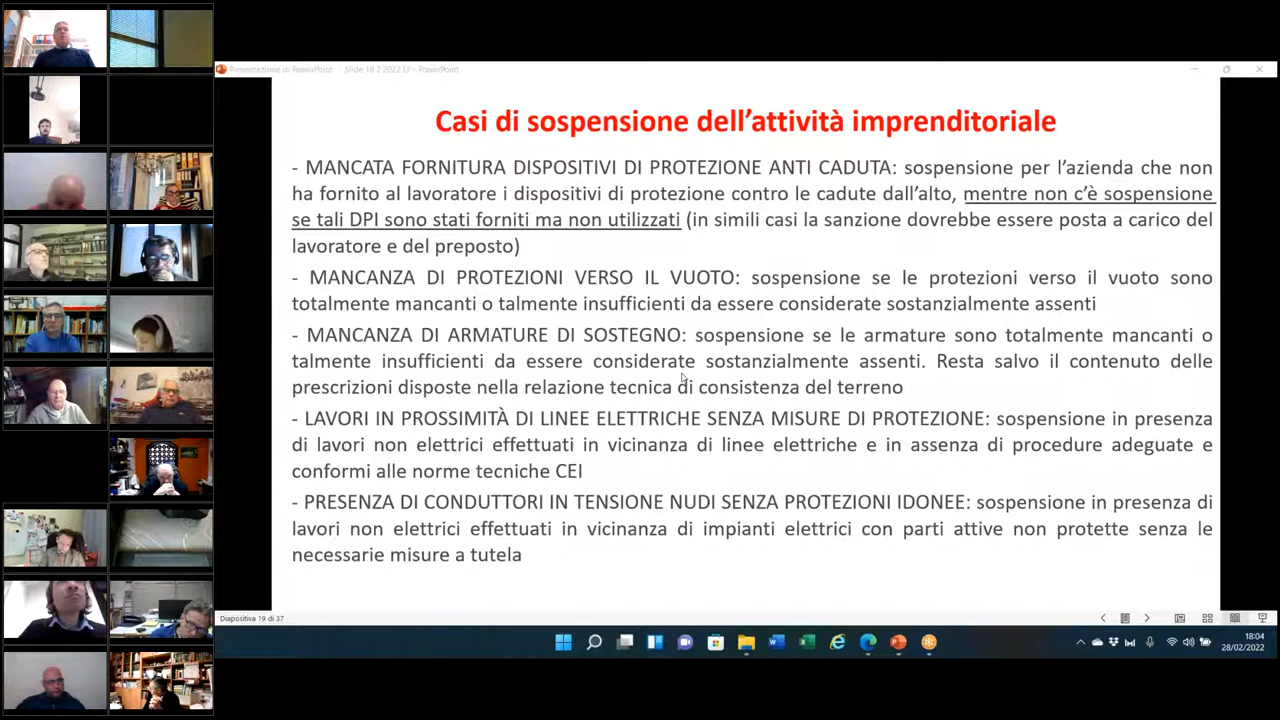 Presentazione di PowerPoint - Slide 18.2.2022 LI - PowerPoint
Casi di sospensione dell’attività imprenditoriale
- MANCATA FORNITURA DISPOSITIVI DI PROTEZIONE ANTI CADUTA: sospensione per l’azienda che non
ha fornito al lavoratore i dispositivi di protezione contro le cadute dall’alto, mentre non c’è sospensione
se tali DPI sono stati forniti ma non utilizzati (in simili casi la sanzione dovrebbe essere posta a carico del
lavoratore e del preposto)
- MANCANZA DI PROTEZIONI VERSO IL VUOTO: sospensione se le protezioni verso il vuoto sono
totalmente mancanti o talmente insufficienti da essere considerate sostanzialmente assenti
- MANCANZA DI ARMATURE DI SOSTEGNO: sospensione se le armature sono totalmente mancanti o
talmente insufficienti da essere considerate sostanzialmente assenti. Resta salvo il contenuto delle
prescrizioni disposte nella relazione tecnica di consistenza del terreno
- LAVORI IN PROSSIMITÀ DI LINEE ELETTRICHE SENZA MISURE DI PROTEZIONE: sospensione in presenza
di lavori non elettrici effettuati in vicinanza di linee elettriche e in assenza di procedure adeguate e
conformi alle norme tecniche CEI
- PRESENZA DI CONDUTTORI IN TENSIONE NUDI SENZA PROTEZIONI IDONEE: sospensione in presenza di
lavori non elettrici effettuati in vicinanza di impianti elettrici con parti attive non protette senza le
necessarie misure a tutela
Diapositiva 19 di 37
18:04
28/02/2022